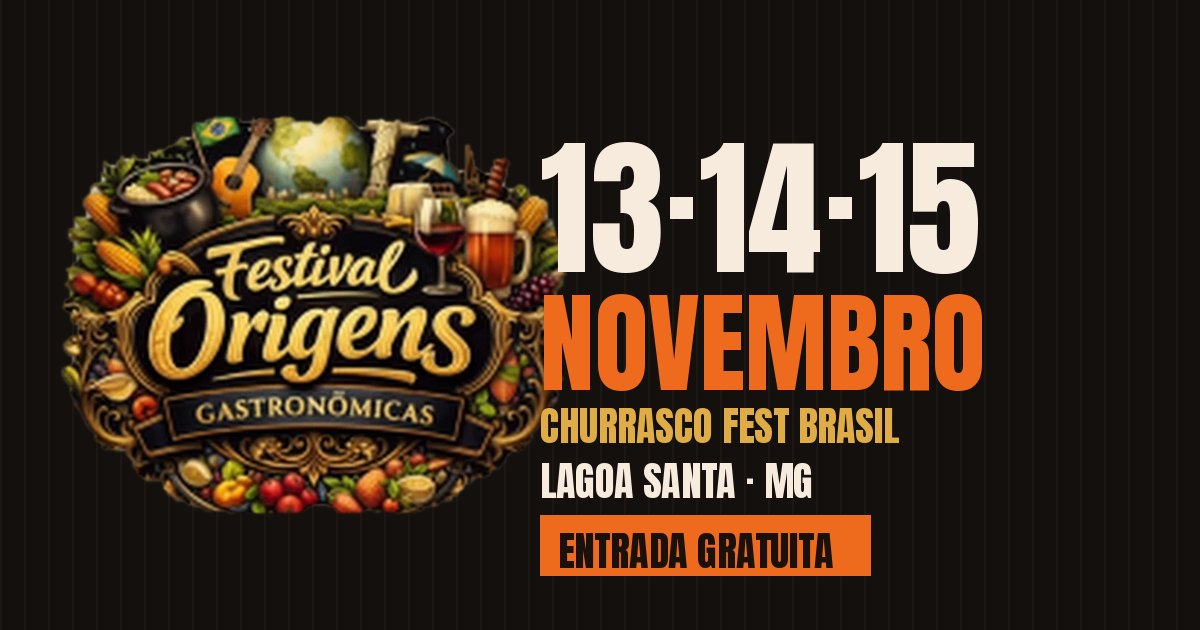 Festival
Origens
GASTRONÔMICAS
13·14·15
NOVEMBRO
CHURRASCO FEST BRASIL
LAGOA SANTA · MG
ENTRADA GRATUITA